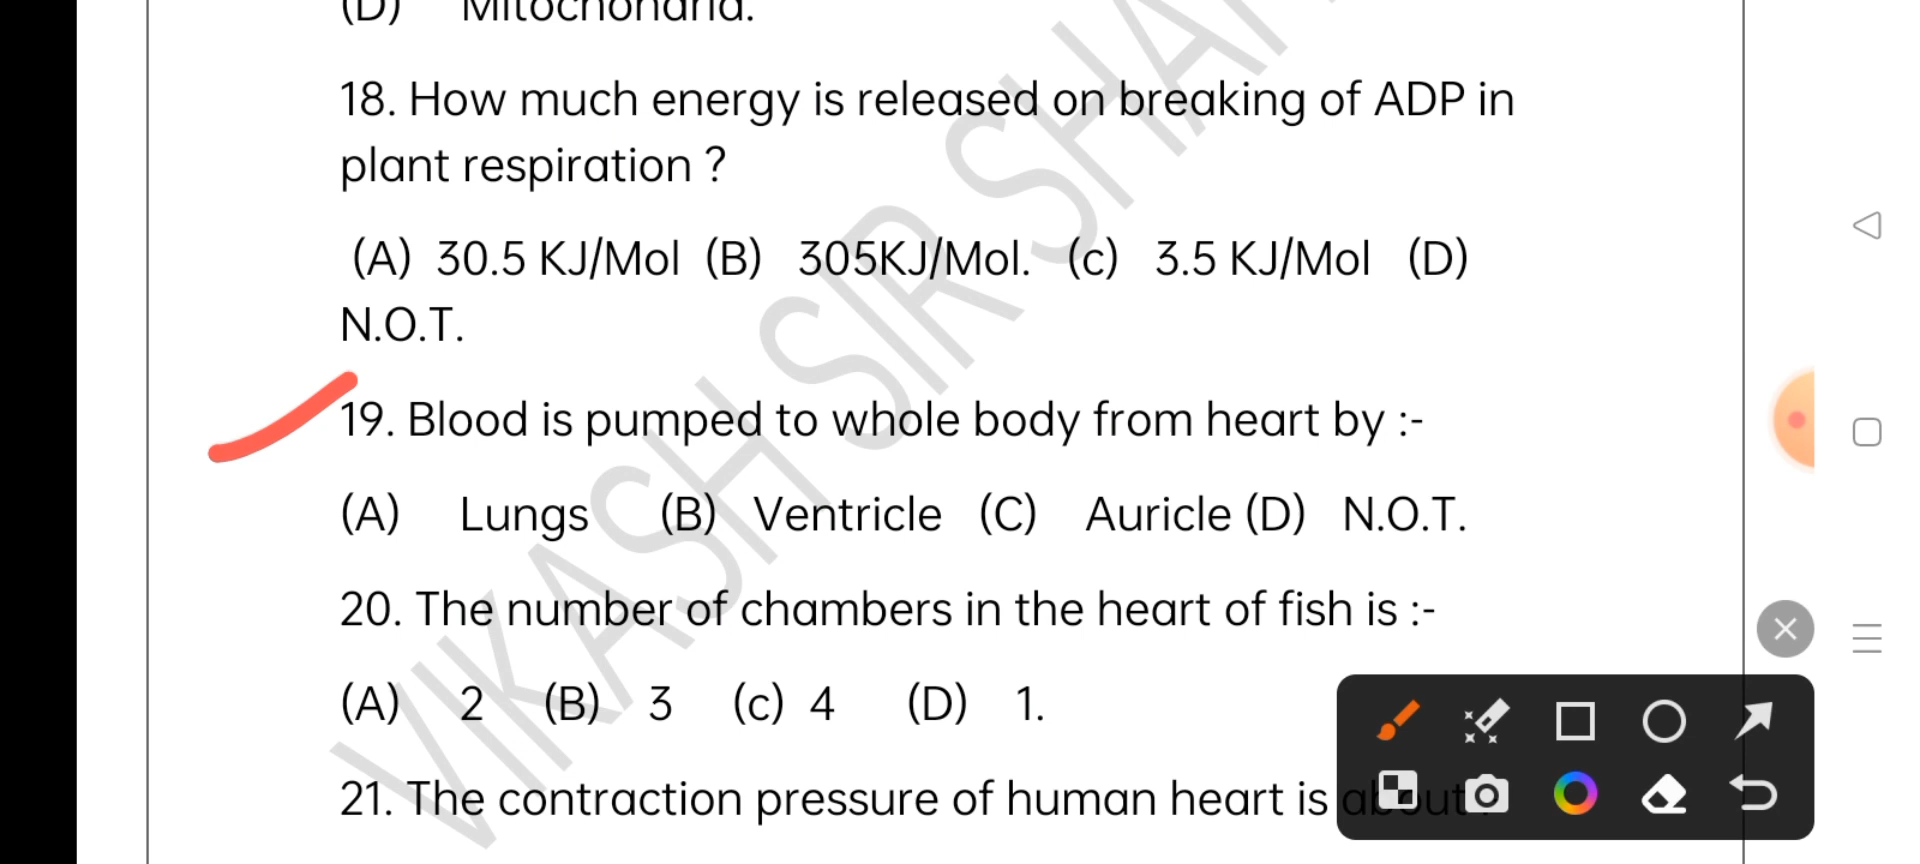 (D) Mitochondria.
18. How much energy is released on breaking of ADP in
plant respiration ?
(A) 30.5 KJ/Mol (B) 305KJ/Mol. (c) 3.5 KJ/Mol (D)
N.O.T.
19. Blood is pumped to whole body from heart by :-
(A) Lungs (B) Ventricle (C) Auricle (D) N.O.T.
20. The number of chambers in the heart of fish is :-
(A) 2 (B) 3 (c) 4 (D) 1.
21. The contraction pressure of human heart is about
VIKASH SIR